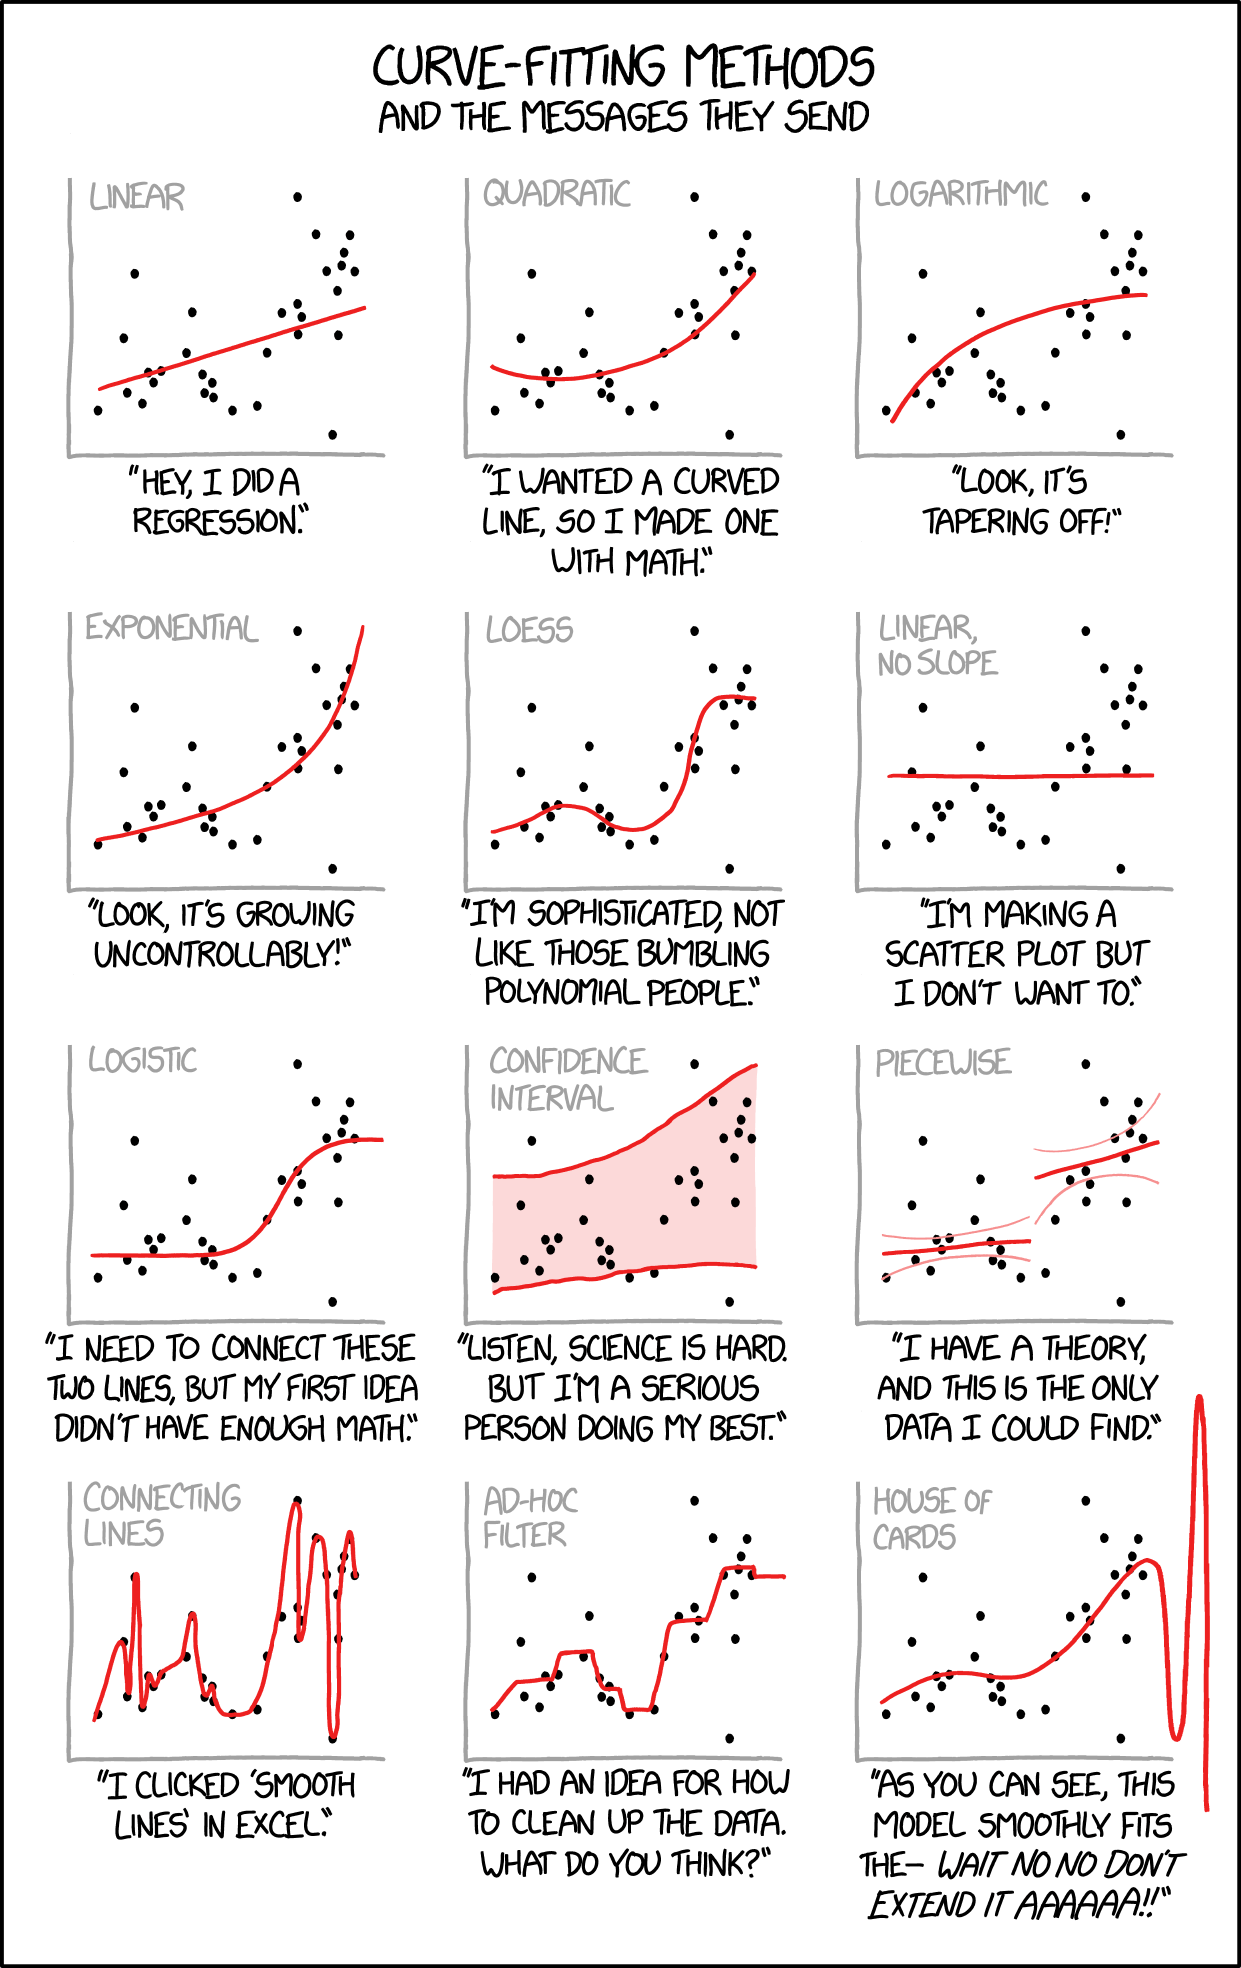 CURVE-FITTING METHODS
AND THE MESSAGES THEY SEND
LINEAR
"HEY, I DID A
REGRESSION."
QUADRATIC
"I WANTED A CURVED
LINE, SO I MADE ONE
WITH MATH."
LOGARITHMIC
"LOOK, IT'S
TAPERING OFF!"
EXPONENTIAL
"LOOK, IT'S GROWING
UNCONTROLLABLY!"
LOESS
"I'M SOPHISTICATED, NOT
LIKE THOSE BUMBLING
POLYNOMIAL PEOPLE."
LINEAR,
NO SLOPE
"I'M MAKING A
SCATTER PLOT BUT
I DON'T WANT TO."
LOGISTIC
"I NEED TO CONNECT THESE
TWO LINES, BUT MY FIRST IDEA
DIDN'T HAVE ENOUGH MATH."
CONFIDENCE
INTERVAL
"LISTEN, SCIENCE IS HARD.
BUT I'M A SERIOUS
PERSON DOING MY BEST."
PIECEWISE
"I HAVE A THEORY,
AND THIS IS THE ONLY
DATA I COULD FIND."
CONNECTING
LINES
"I CLICKED 'SMOOTH
LINES' IN EXCEL."
AD-HOC
FILTER
"I HAD AN IDEA FOR HOW
TO CLEAN UP THE DATA.
WHAT DO YOU THINK?"
HOUSE OF
CARDS
"AS YOU CAN SEE, THIS
MODEL SMOOTHLY FITS
THE— WAIT NO NO DON'T
EXTEND IT AAAAAA!!"